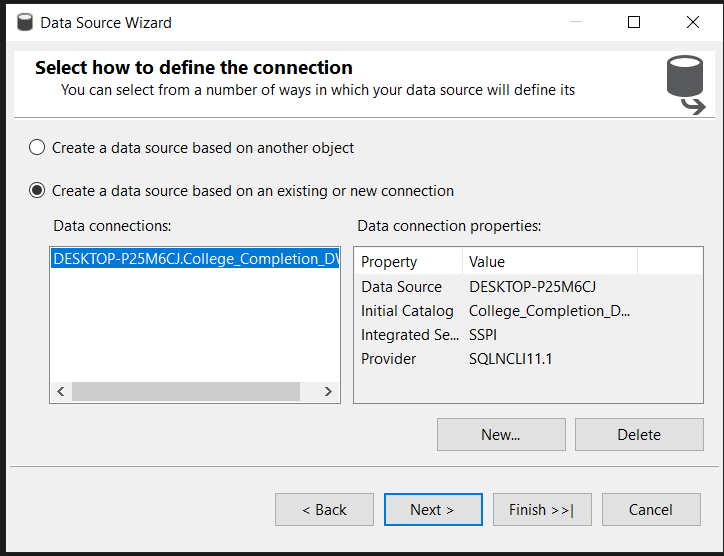 Data Source Wizard
Select how to define the connection
You can select from a number of ways in which your data source will define its
Create a data source based on another object
Create a data source based on an existing or new connection
Data connections:
Data connection properties:
DESKTOP-P25M6CJ.College_Completion_DW
Property Value
Data Source DESKTOP-P25M6CJ
Initial Catalog College_Completion_D...
Integrated Se... SSPI
Provider SQLNCLI11.1
New... Delete
< Back Next > Finish >>| Cancel